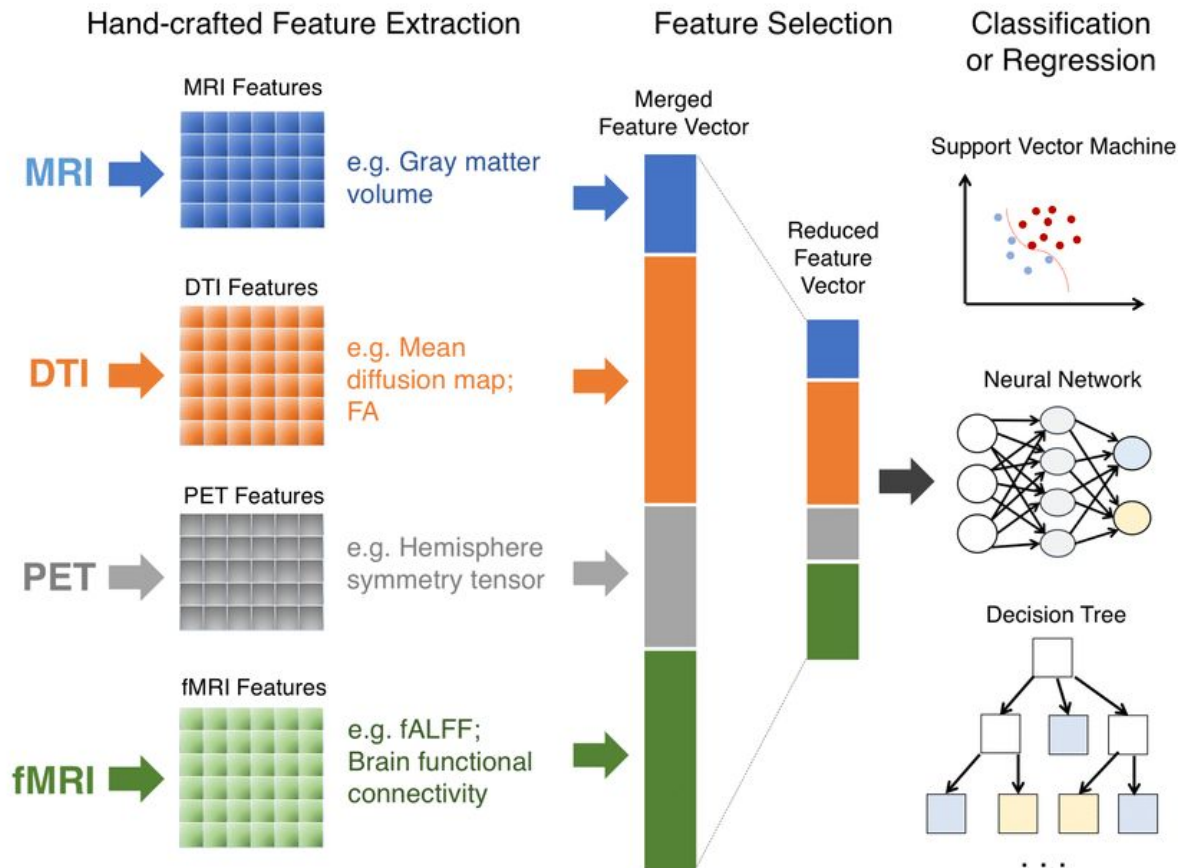 Hand-crafted Feature Extraction
Feature Selection
Classification
or Regression
MRI
MRI Features
e.g. Gray matter
volume
DTI
DTI Features
e.g. Mean
diffusion map;
FA
PET
PET Features
e.g. Hemisphere
symmetry tensor
fMRI
fMRI Features
e.g. fALFF;
Brain functional
connectivity
Merged
Feature Vector
Reduced
Feature
Vector
Support Vector Machine
Neural Network
Decision Tree
. . .